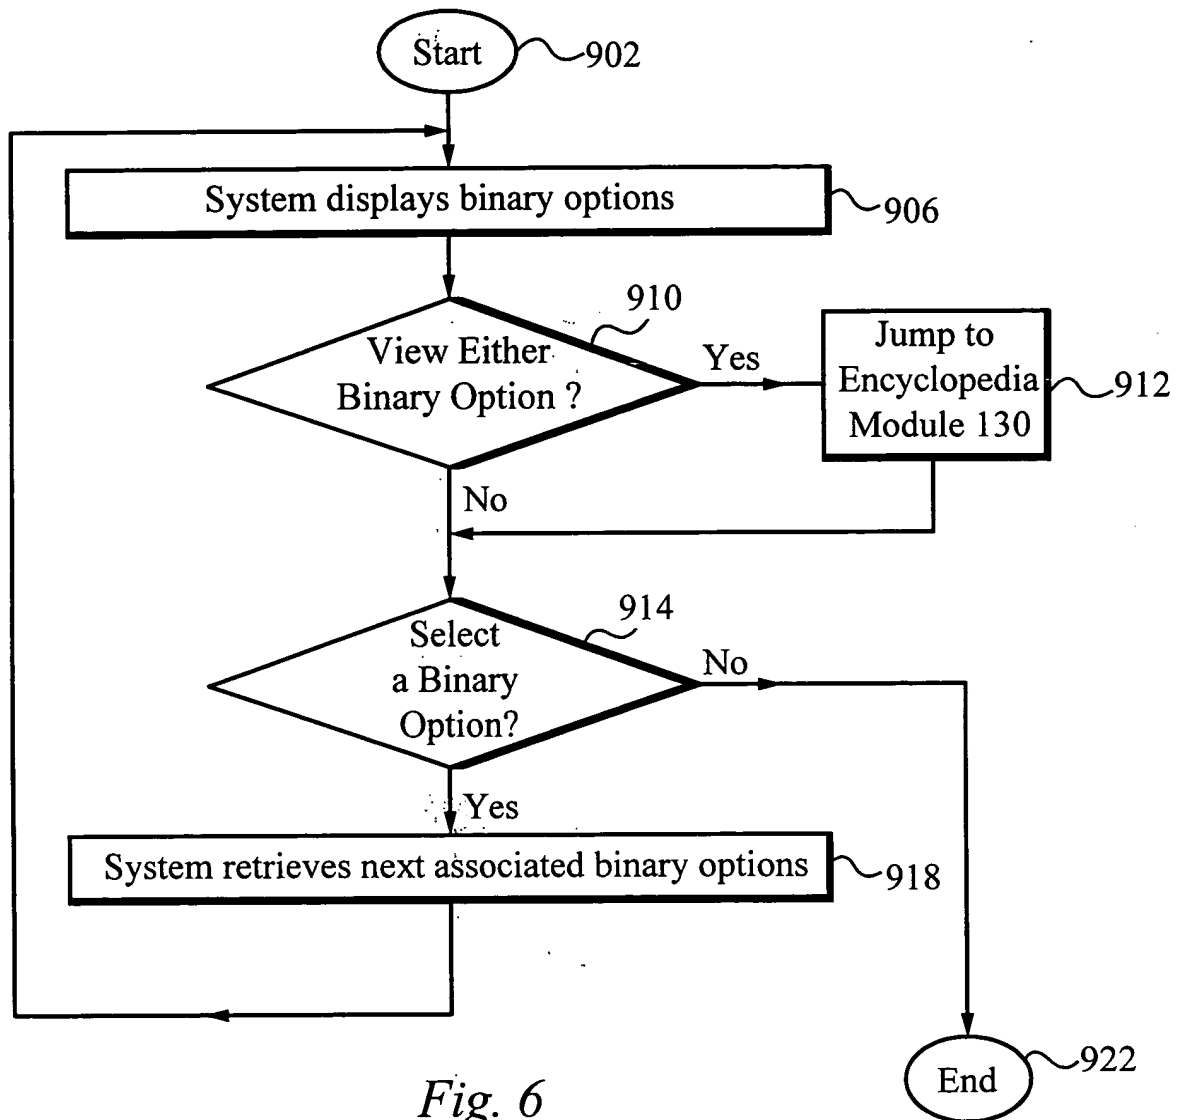 Start
902
System displays binary options
906
910
View Either
Binary Option ?
Yes
Jump to
Encyclopedia
Module 130
912
No
914
Select
a Binary
Option?
No
Yes
System retrieves next associated binary options
918
End
922
Fig. 6